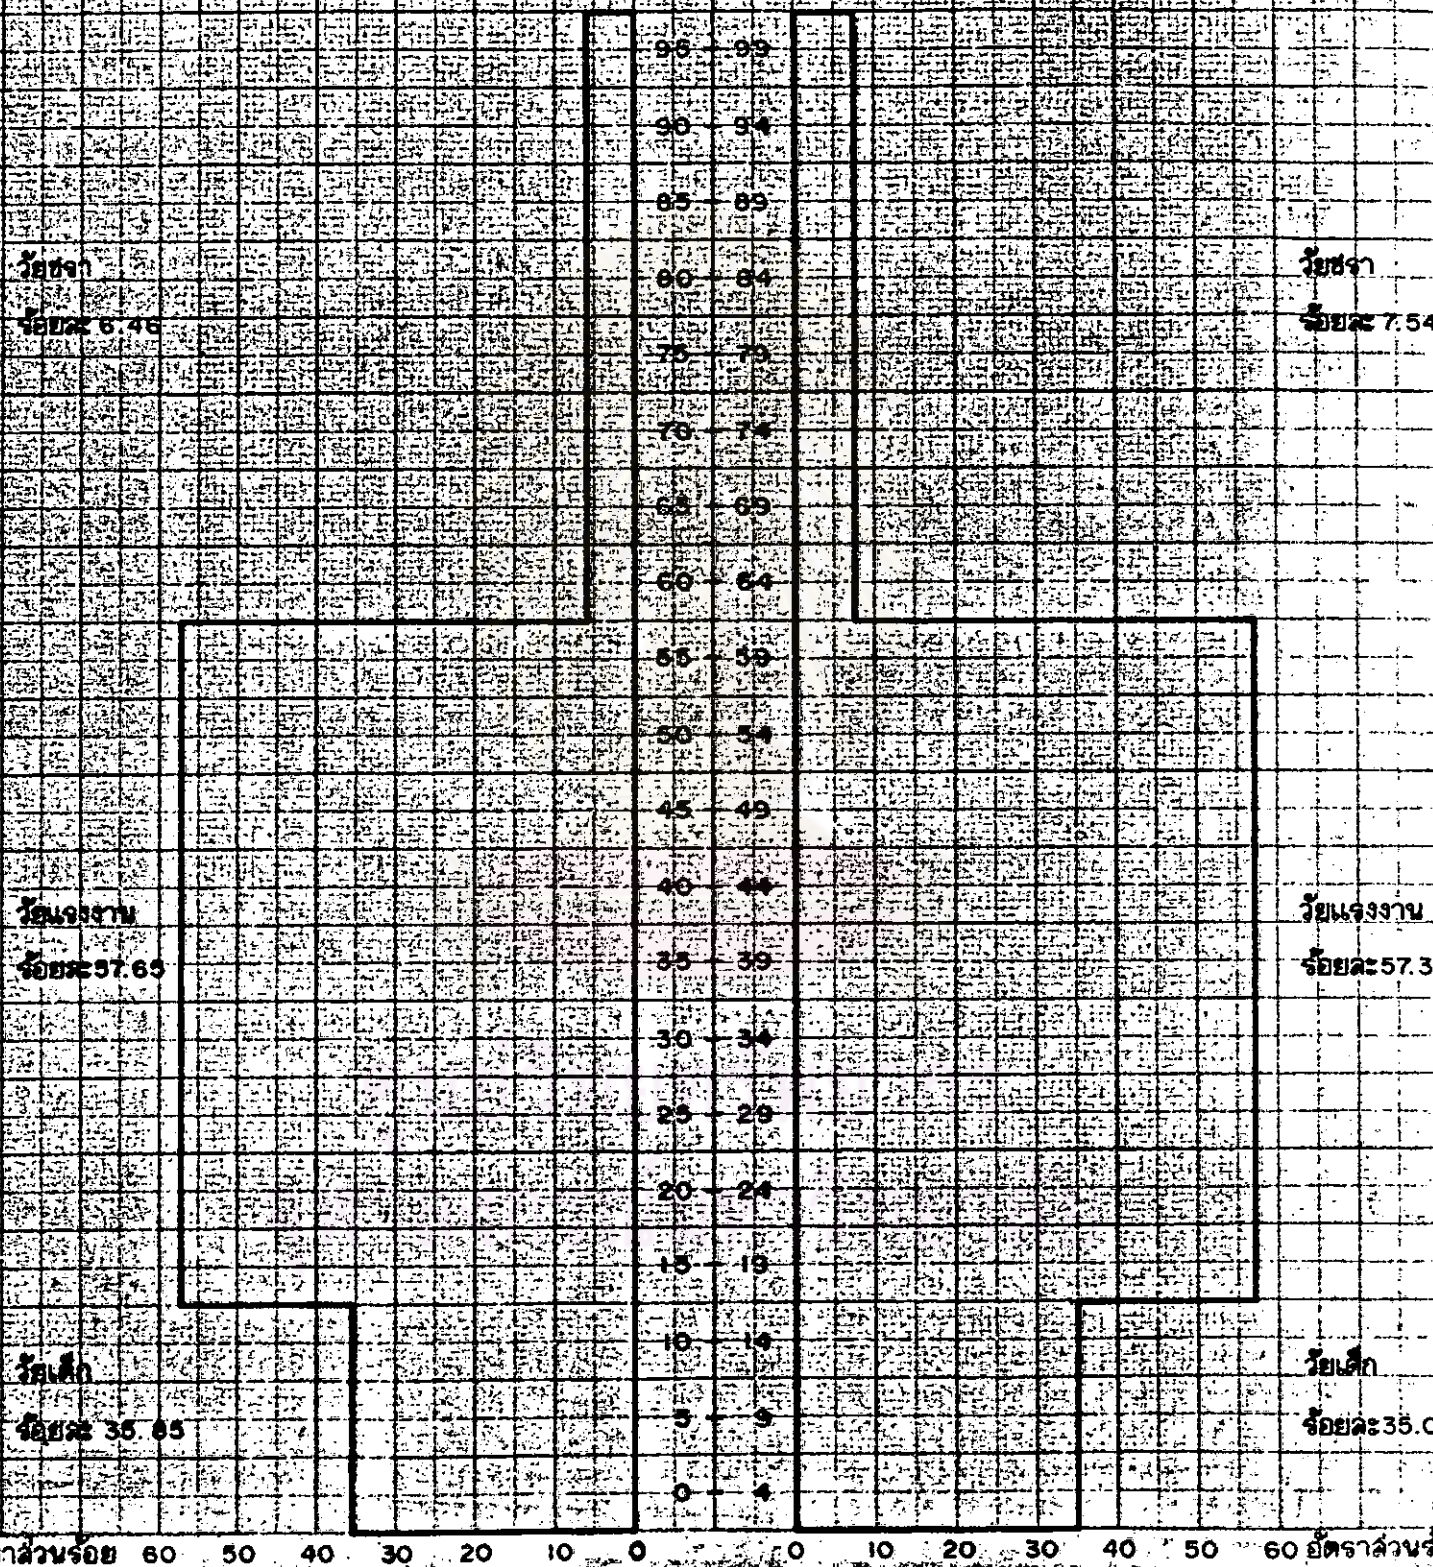 95 - 99
90 - 94
85 - 89
วัยชรา
วัยชรา
80 - 84
ร้อยละ 6.46
ร้อยละ 7.54
75 - 79
70 - 74
65 - 69
60 - 64
55 - 59
50 - 54
45 - 49
40 - 44
วัยแรงงาน
วัยแรงงาน
35 - 39
ร้อยละ 57.65
ร้อยละ 57.3
30 - 34
25 - 29
20 - 24
15 - 19
10 - 14
วัยเด็ก
วัยเด็ก
5 - 9
ร้อยละ 35.85
ร้อยละ 35.0
0 - 4
าส่วนร้อย 60 50 40 30 20 10 0 0 10 20 30 40 50 60 อัตราส่วนร้